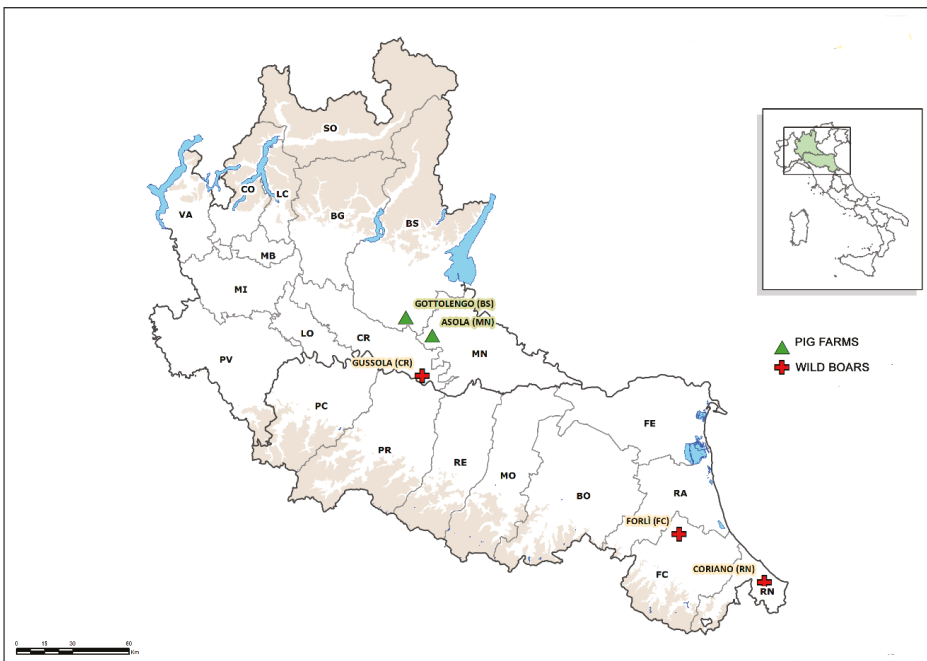 SO
CO
LC
VA
BG
BS
MB
MI
GOTTOLENGO (BS)
ASOLA (MN)
LO
CR
MN
PV
GUSSOLA (CR)
PIG FARMS
WILD BOARS
PC
FE
PR
RE
MO
BO
RA
FORLÌ (FC)
CORIANO (RN)
FC
RN
0 15 30 60
Km